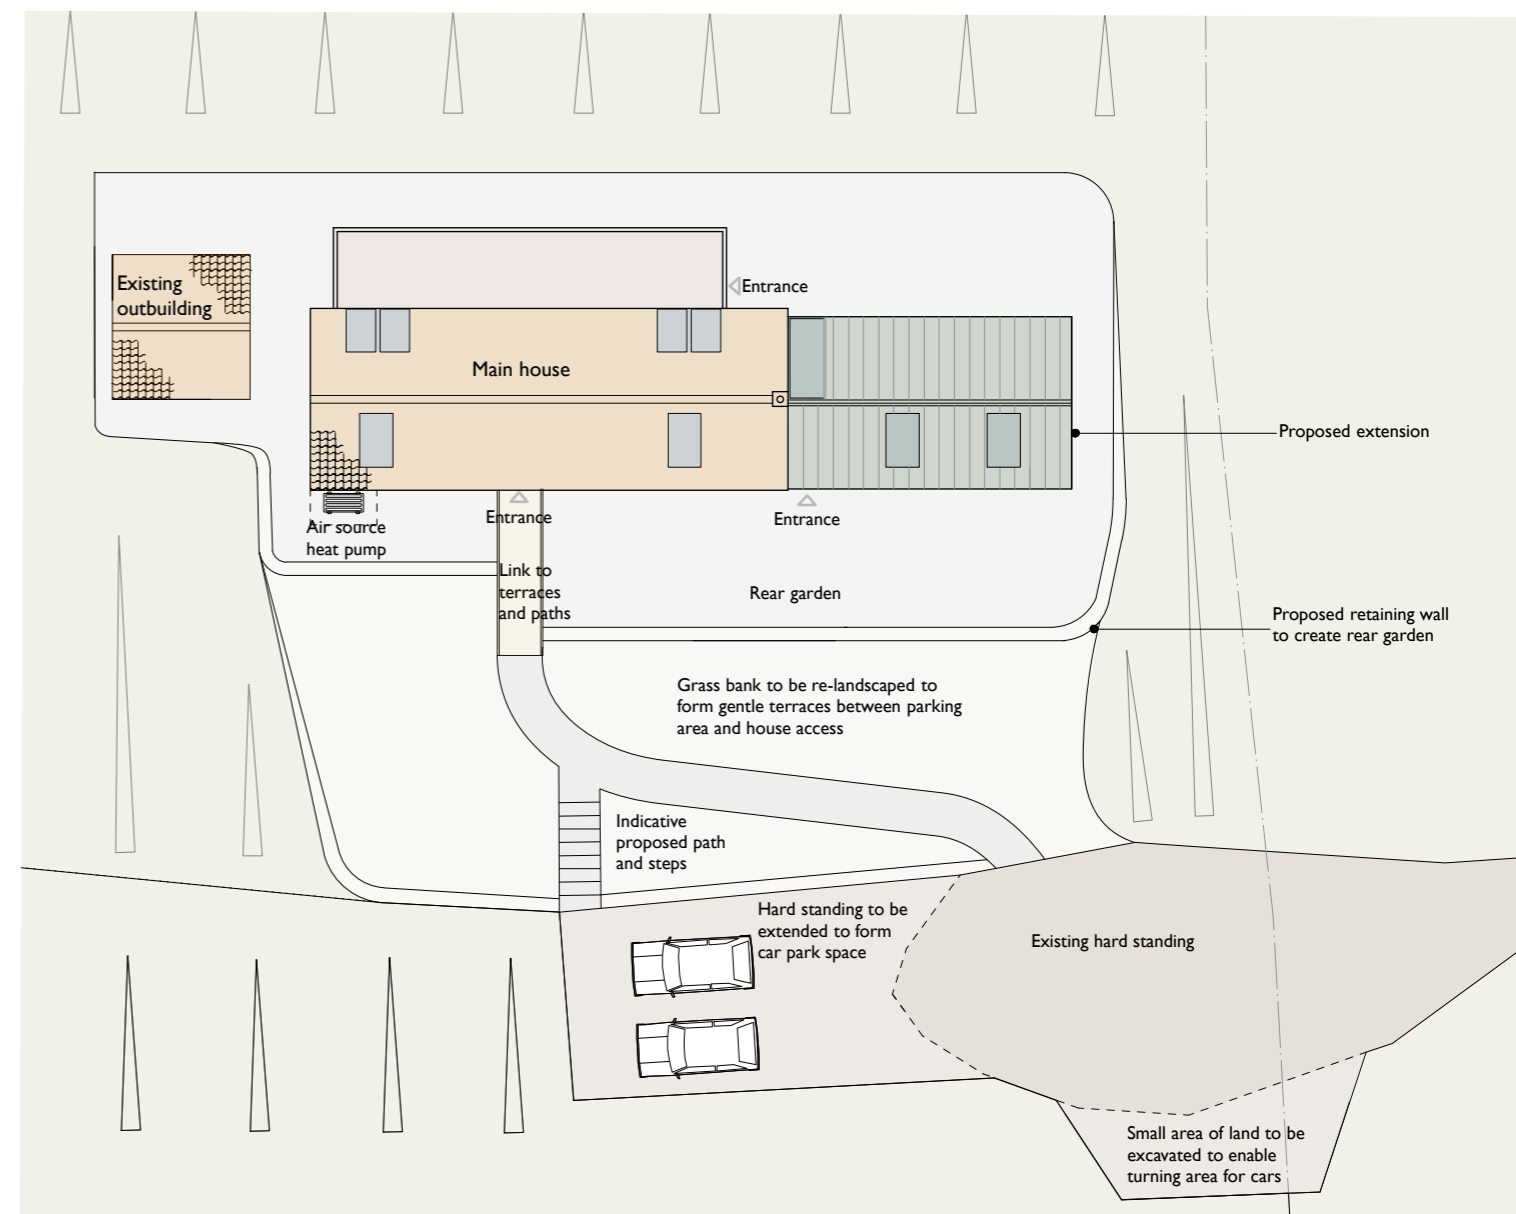 Existing
outbuilding
Entrance
Main house
Proposed extension
Entrance
Entrance
Air source
heat pump
Link to
terraces
and paths
Rear garden
Proposed retaining wall
to create rear garden
Grass bank to be re-landscaped to
form gentle terraces between parking
area and house access
Indicative
proposed path
and steps
Hard standing to be
extended to form
car park space
Existing hard standing
Small area of land to be
excavated to enable
turning area for cars